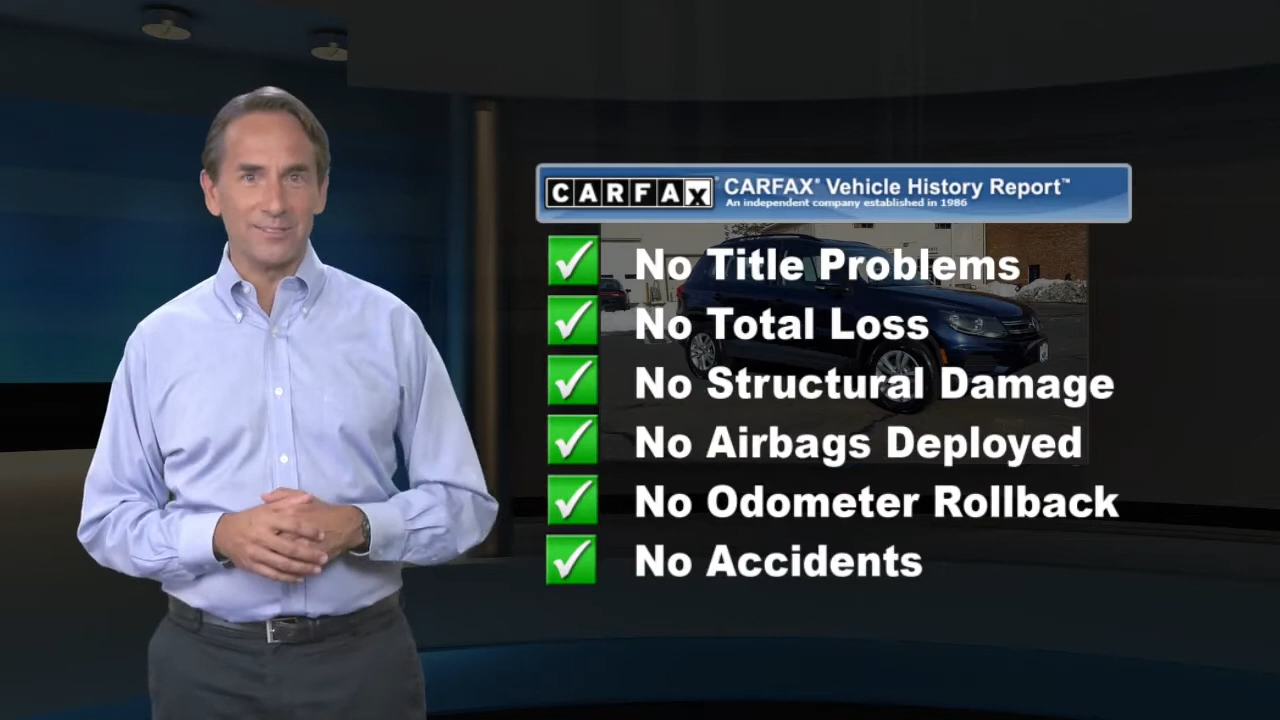 CARFAX® CARFAX® Vehicle History Report™
An independent company established in 1986
No Title Problems
No Total Loss
No Structural Damage
No Airbags Deployed
No Odometer Rollback
No Accidents